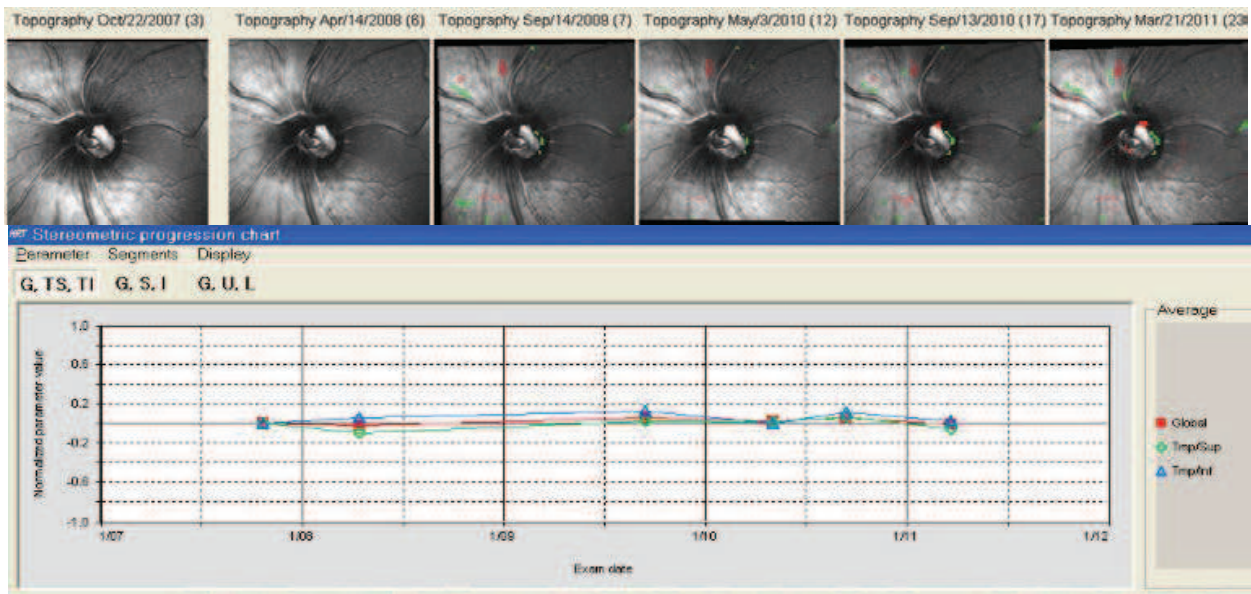 Topography Oct/22/2007 (3) Topography Apr/14/2008 (6) Topography Sep/14/2009 (7) Topography May/3/2010 (12) Topography Sep/13/2010 (17) Topography Mar/21/2011 (23
Stereometric progression chart
Parameter Segments Display
G, TS, TI G, S, I G, U, L
Average
Normalized parameter value
1.0
0.6
0.2
-0.2
-0.6
-1.0
Global
Tmp/Sup
Tmp/Inf
1/07 1/08 1/09 1/10 1/11 1/12
Exam date